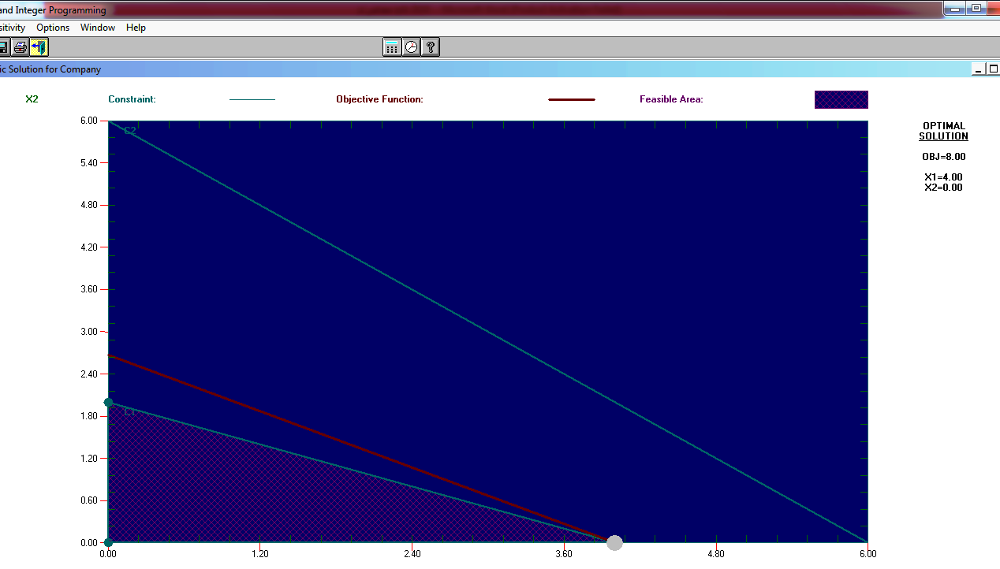 and Integer Programming
sitivity Options Window Help
?
ic Solution for Company
X2 Constraint: Objective Function: Feasible Area:
OPTIMAL
SOLUTION
OBJ=8.00
X1=4.00
X2=0.00
6.00
C2
5.40
4.80
4.20
3.60
3.00
2.40
1.80
C1
1.20
0.60
0.00
0.00 1.20 2.40 3.60 4.80 6.00